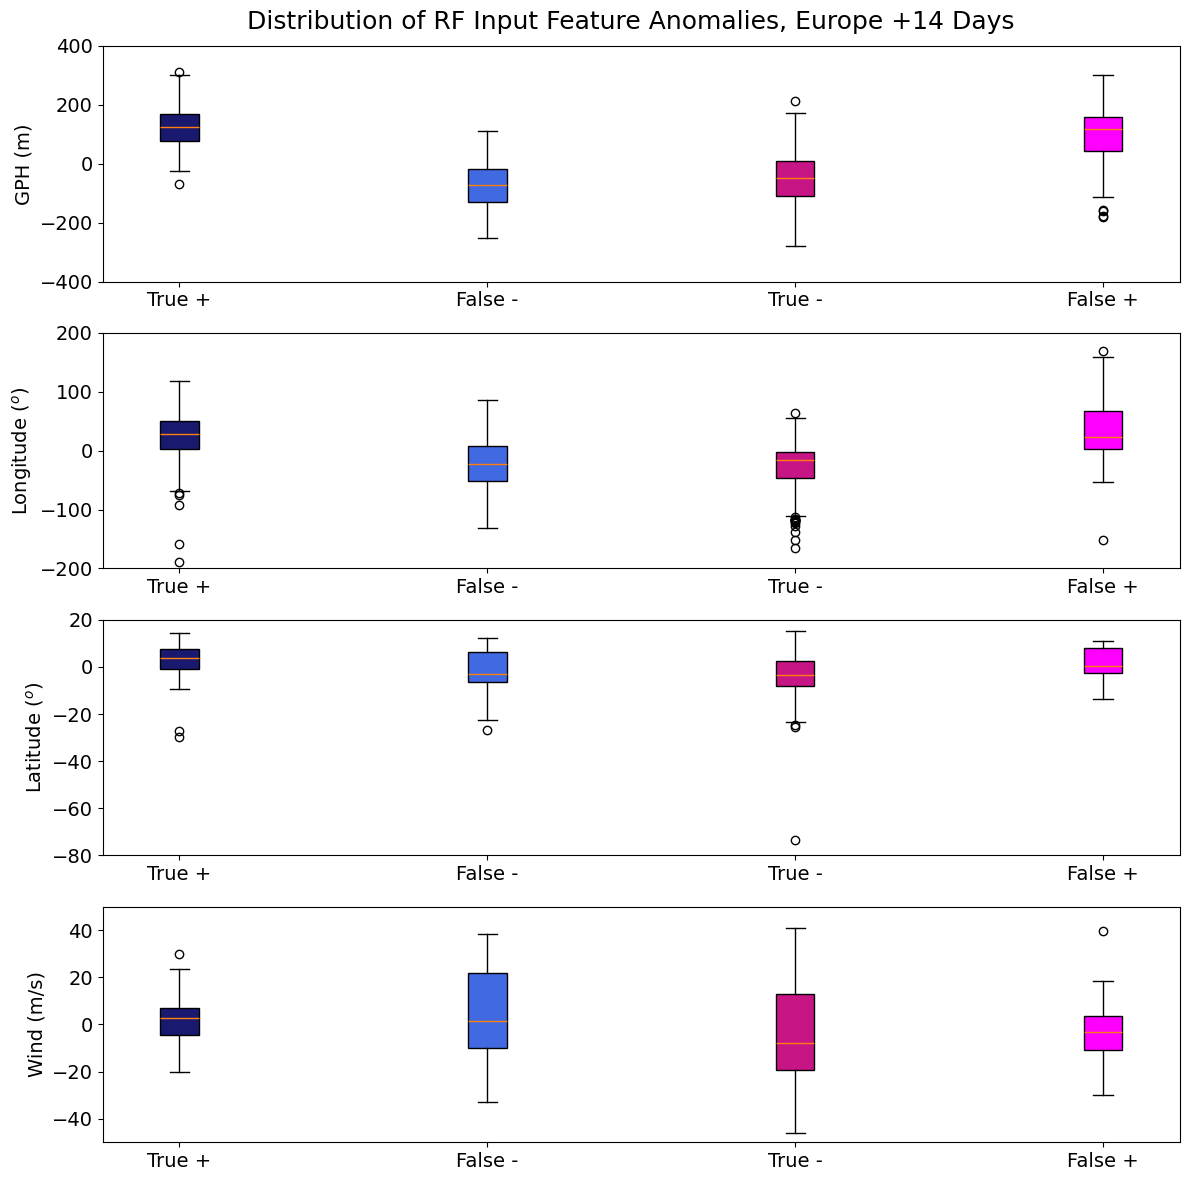 Distribution of RF Input Feature Anomalies, Europe +14 Days
GPH (m)
400
200
0
−200
−400
True +
False -
True -
False +
Longitude (°)
200
100
0
−100
−200
True +
False -
True -
False +
Latitude (°)
20
0
−20
−40
−60
−80
True +
False -
True -
False +
Wind (m/s)
40
20
0
−20
−40
True +
False -
True -
False +